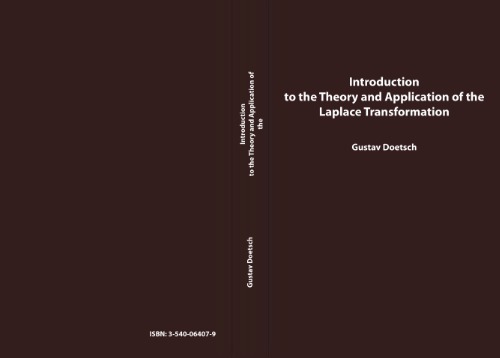 ISBN: 3-540-06407-9
Introduction
to the Theory and Application of
the
Gustav Doetsch
Introduction
to the Theory and Application of the
Laplace Transformation
Gustav Doetsch